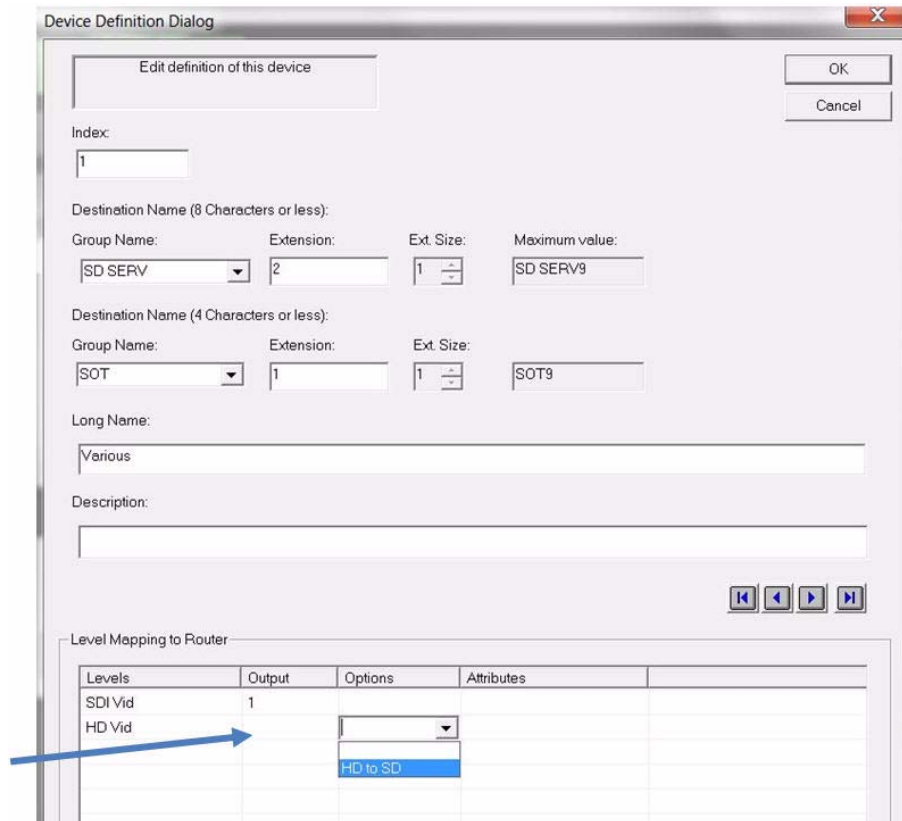 Device Definition Dialog
Edit definition of this device
OK
Cancel
Index:
1
Destination Name (8 Characters or less):
Group Name: Extension: Ext. Size: Maximum value:
SD SERV 2 1 SD SERV9
Destination Name (4 Characters or less):
Group Name: Extension: Ext. Size:
SOT 1 1 SOT9
Long Name:
Various
Description:
Level Mapping to Router
Levels Output Options Attributes
SDI Vid 1
HD Vid
HD to SD